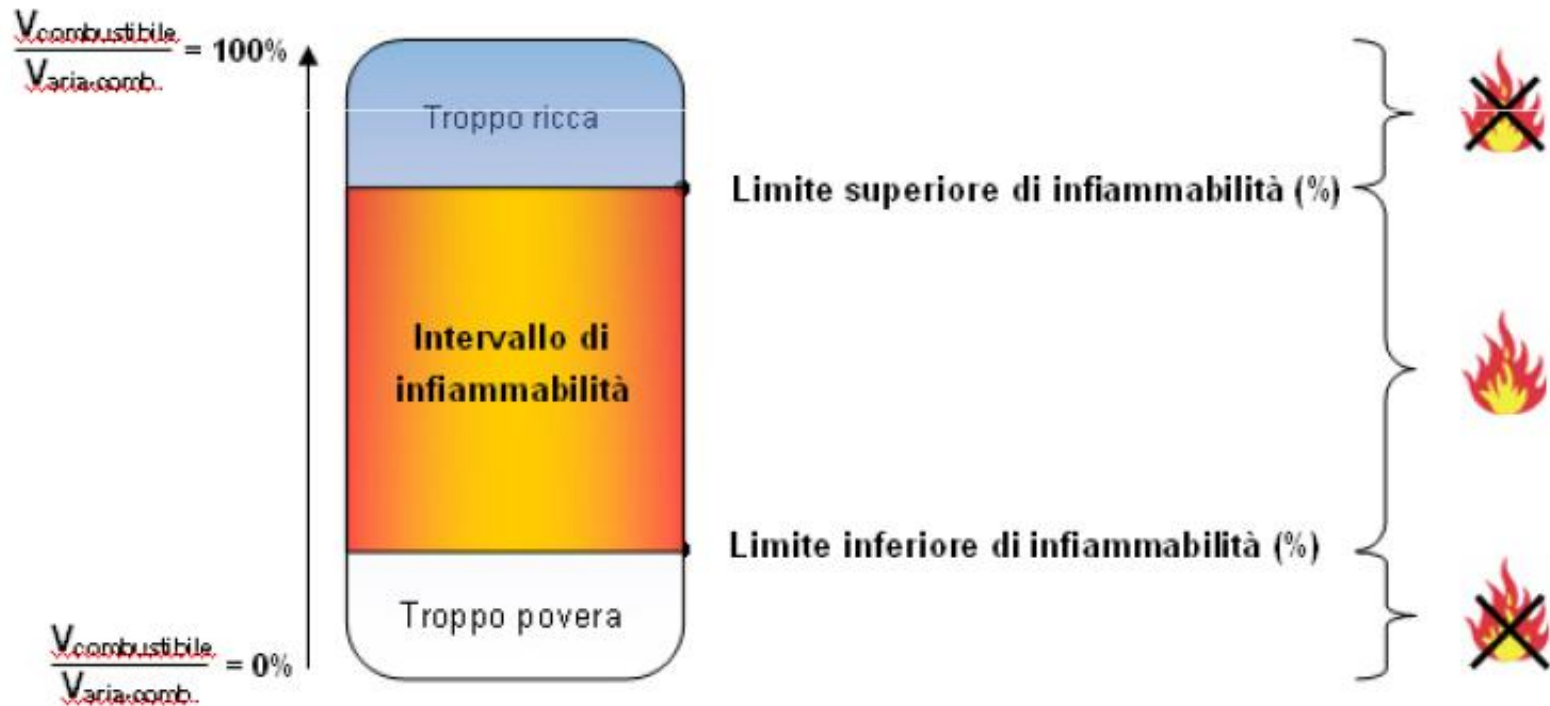 Vcombustibile
Varia-comb.
= 100%
Troppo ricca
Limite superiore di infiammabilità (%)
Intervallo di
infiammabilità
Limite inferiore di infiammabilità (%)
Troppo povera
Vcombustibile
Varia-comb.
= 0%